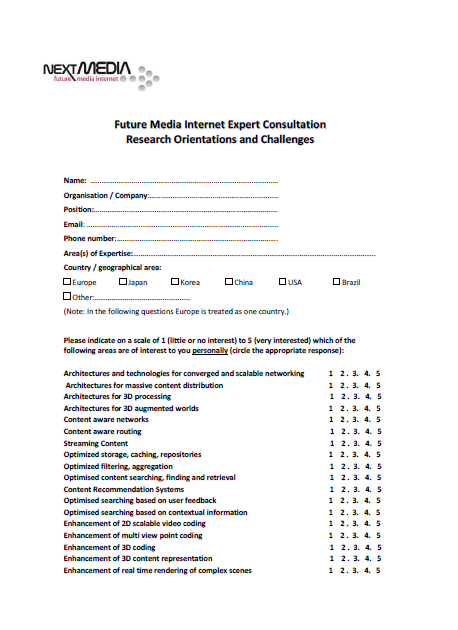 NEXT MEDIA
future media internet
Future Media Internet Expert Consultation
Research Orientations and Challenges
Name: ..........................................................................................
Organisation / Company:..............................................................
Position:.........................................................................................
Email: ............................................................................................
Phone number:..............................................................................
Area(s) of Expertise:.....................................................................................................................
Country / geographical area:
☐ Europe ☐ Japan ☐ Korea ☐ China ☐ USA ☐ Brazil
☐ Other:..............................................
(Note: In the following questions Europe is treated as one country.)
Please indicate on a scale of 1 (little or no interest) to 5 (very interested) which of the
following areas are of interest to you personally (circle the appropriate response):
Architectures and technologies for converged and scalable networking 1 2. 3. 4. 5
Architectures for massive content distribution 1 2. 3. 4. 5
Architectures for 3D processing 1 2. 3. 4. 5
Architectures for 3D augmented worlds 1 2. 3. 4. 5
Content aware networks 1 2. 3. 4. 5
Content aware routing 1 2. 3. 4. 5
Streaming Content 1 2. 3. 4. 5
Optimized storage, caching, repositories 1 2. 3. 4. 5
Optimized filtering, aggregation 1 2. 3. 4. 5
Optimised content searching, finding and retrieval 1 2. 3. 4. 5
Content Recommendation Systems 1 2. 3. 4. 5
Optimised searching based on user feedback 1 2. 3. 4. 5
Optimised searching based on contextual information 1 2. 3. 4. 5
Enhancement of 2D scalable video coding 1 2. 3. 4. 5
Enhancement of multi view point coding 1 2. 3. 4. 5
Enhancement of 3D coding 1 2. 3. 4. 5
Enhancement of 3D content representation 1 2. 3. 4. 5
Enhancement of real time rendering of complex scenes 1 2. 3. 4. 5